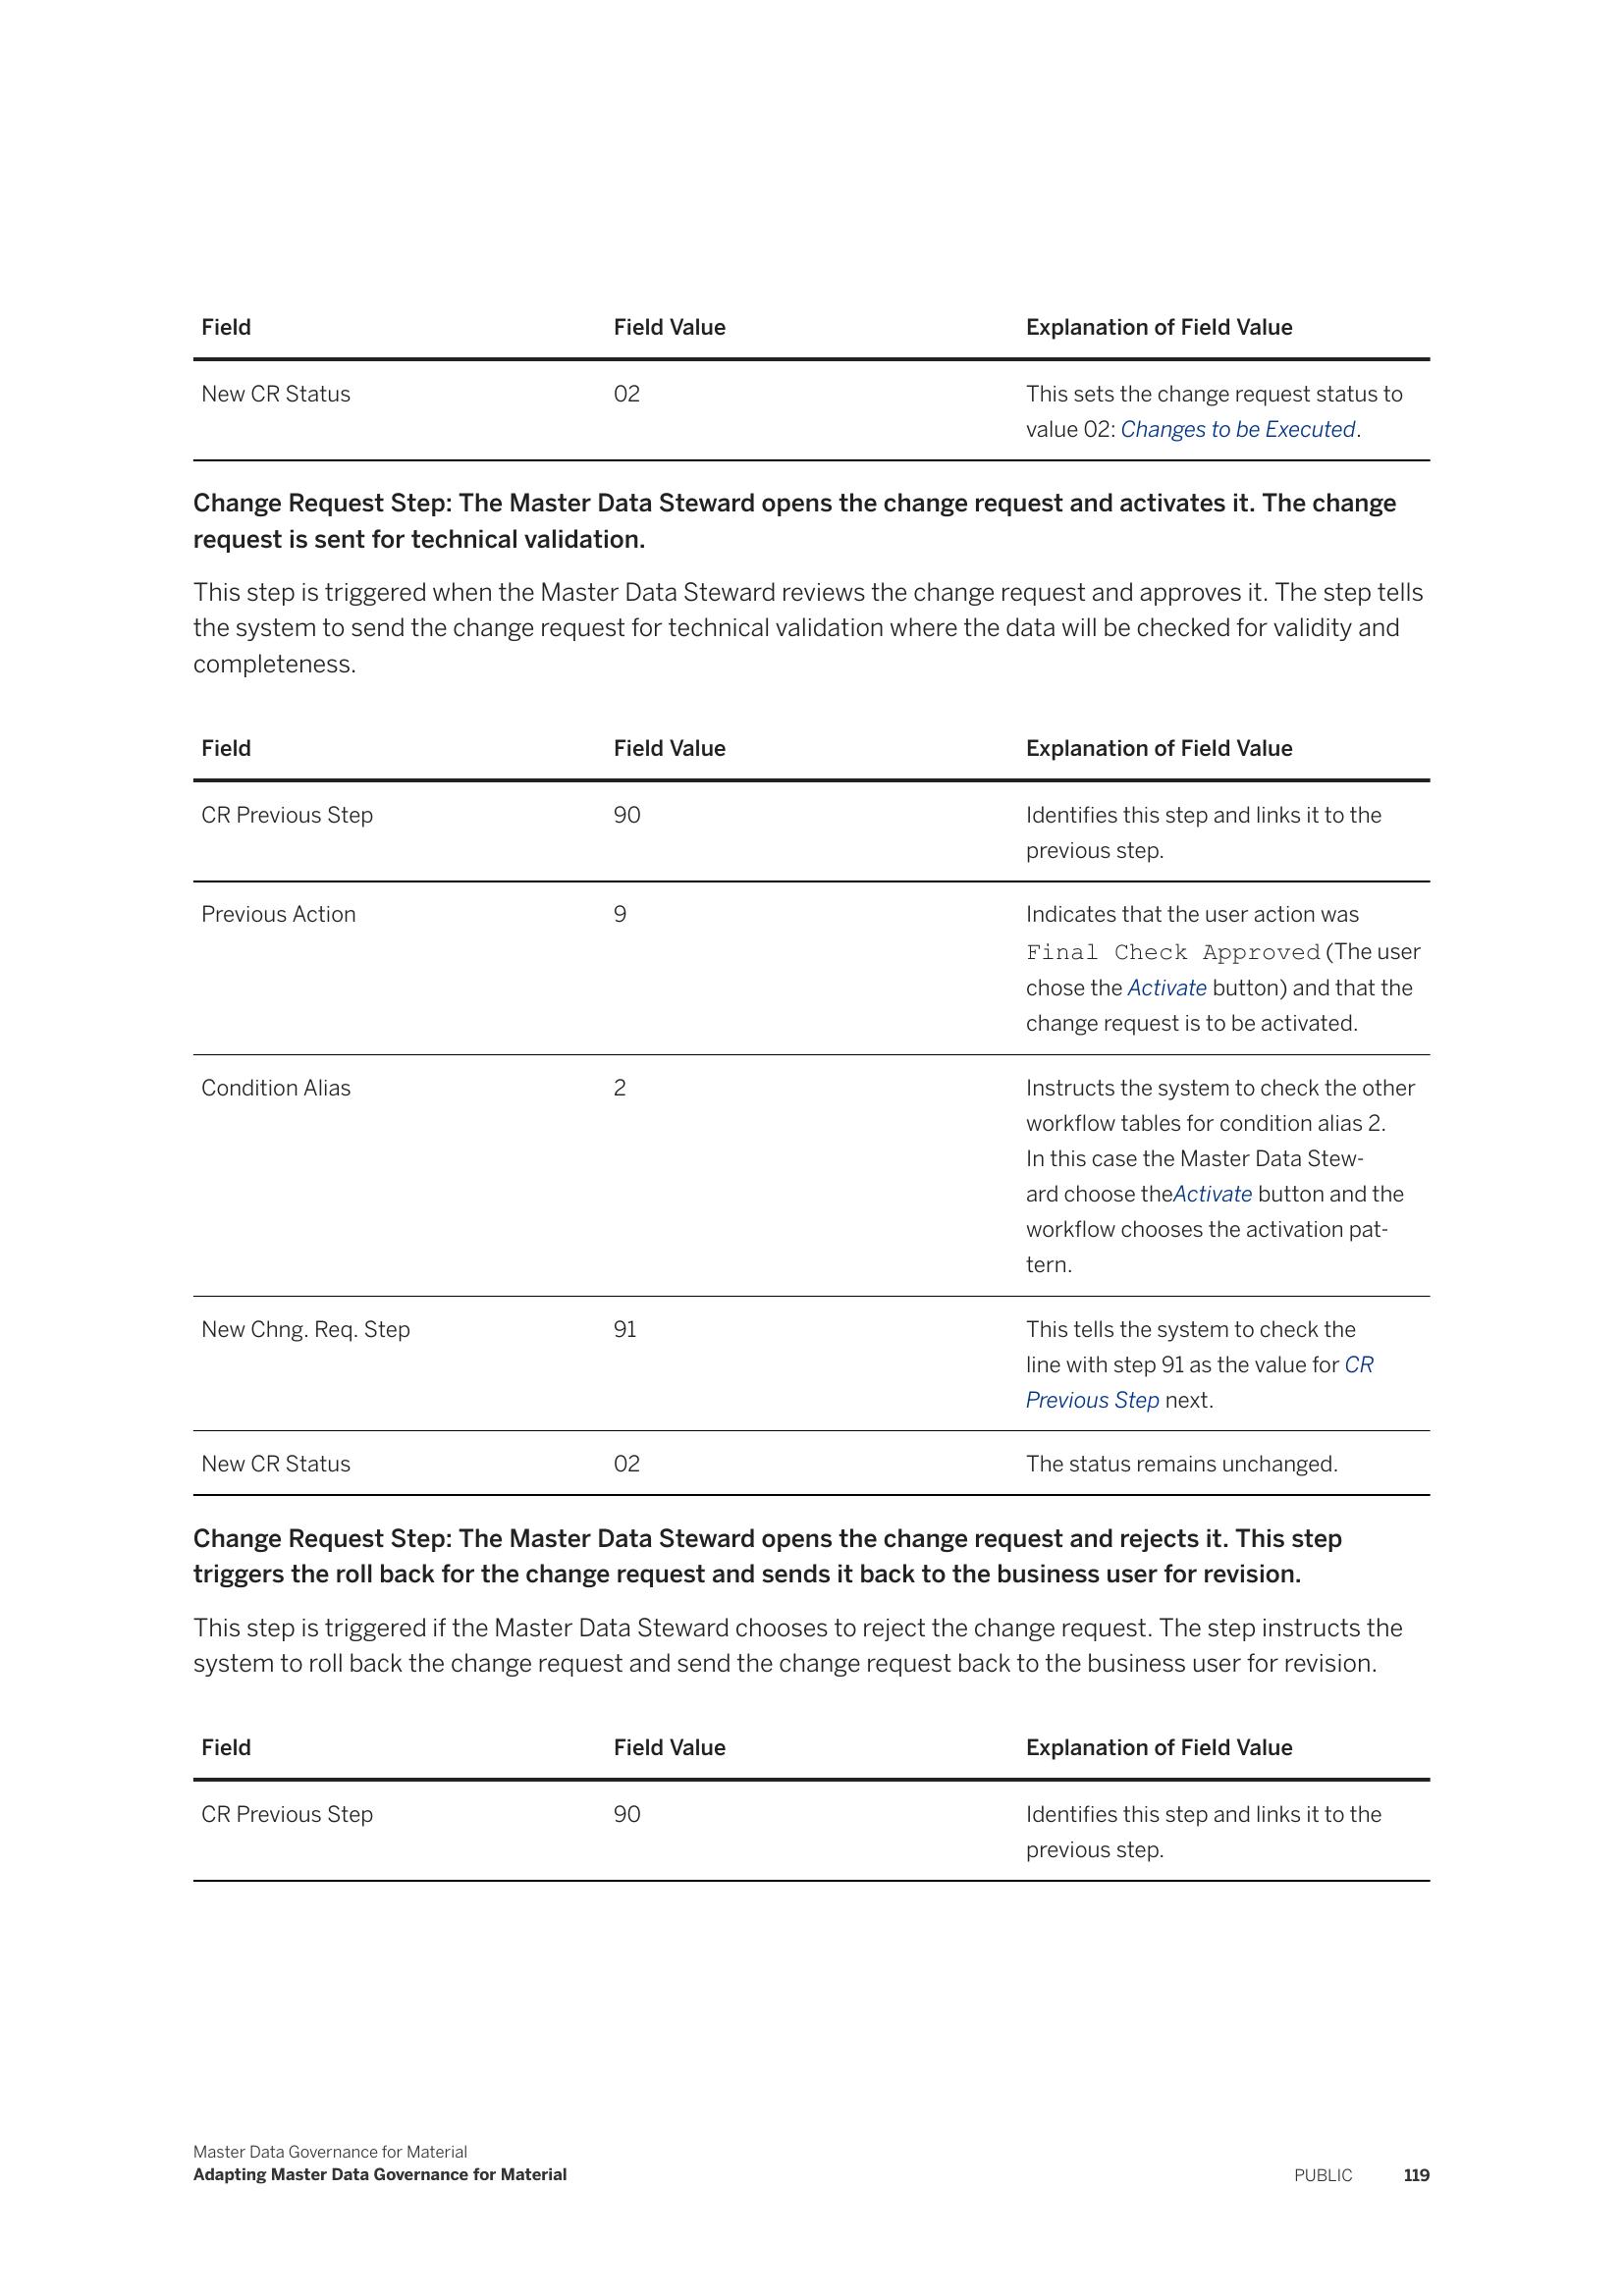 Field Field Value Explanation of Field Value
New CR Status 02 This sets the change request status to
value 02: Changes to be Executed.
Change Request Step: The Master Data Steward opens the change request and activates it. The change
request is sent for technical validation.
This step is triggered when the Master Data Steward reviews the change request and approves it. The step tells
the system to send the change request for technical validation where the data will be checked for validity and
completeness.
Field Field Value Explanation of Field Value
CR Previous Step 90 Identifies this step and links it to the
previous step.
Previous Action 9 Indicates that the user action was
Final Check Approved (The user
chose the Activate button) and that the
change request is to be activated.
Condition Alias 2 Instructs the system to check the other
workflow tables for condition alias 2.
In this case the Master Data Stew-
ard choose theActivate button and the
workflow chooses the activation pat-
tern.
New Chng. Req. Step 91 This tells the system to check the
line with step 91 as the value for CR
Previous Step next.
New CR Status 02 The status remains unchanged.
Change Request Step: The Master Data Steward opens the change request and rejects it. This step
triggers the roll back for the change request and sends it back to the business user for revision.
This step is triggered if the Master Data Steward chooses to reject the change request. The step instructs the
system to roll back the change request and send the change request back to the business user for revision.
Field Field Value Explanation of Field Value
CR Previous Step 90 Identifies this step and links it to the
previous step.
Master Data Governance for Material
Adapting Master Data Governance for Material PUBLIC 119